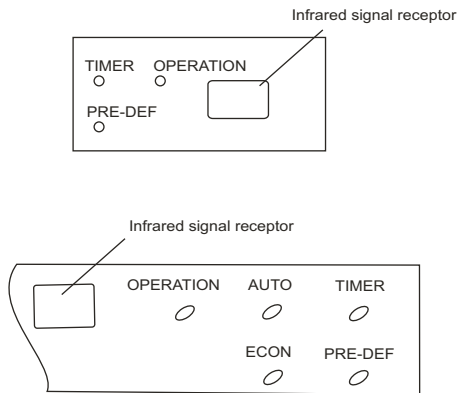 Infrared signal receptor
TIMER OPERATION
PRE-DEF
Infrared signal receptor
OPERATION AUTO TIMER
ECON PRE-DEF